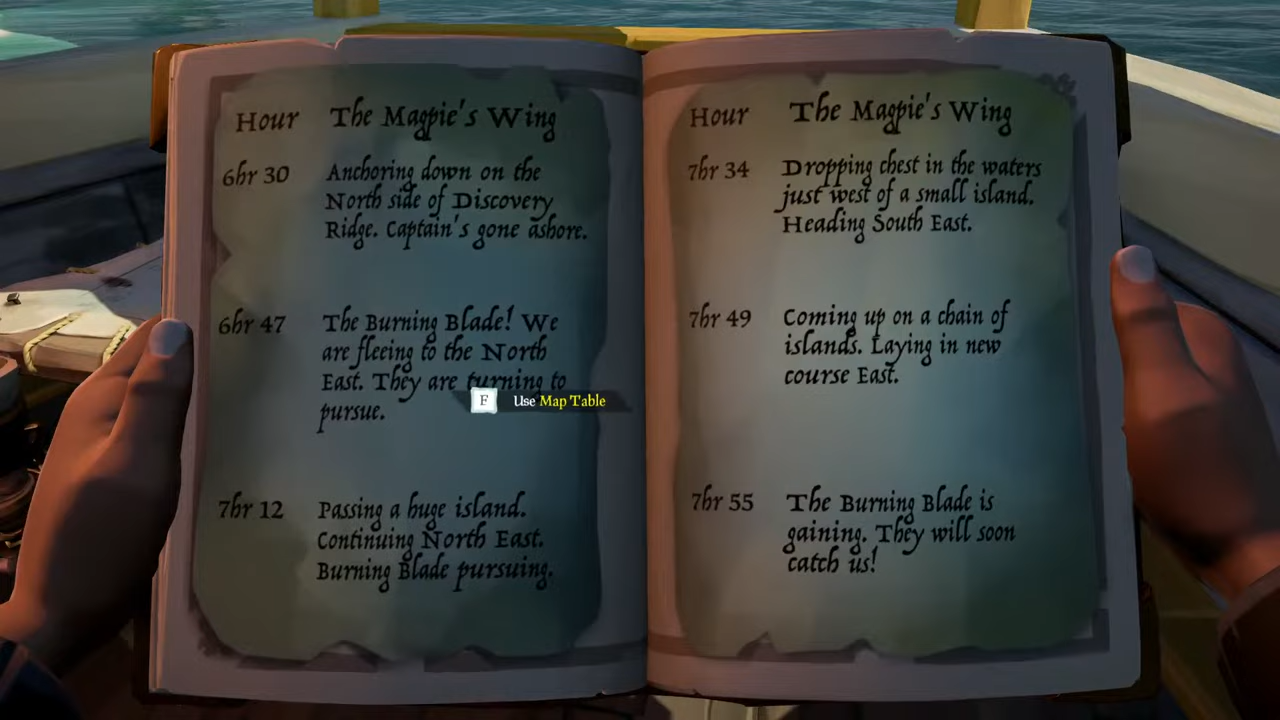 Hour The Magpie's Wing
6hr 30 Anchoring down on the
North side of Discovery
Ridge. Captain's gone ashore.
6hr 47 The Burning Blade! We
are fleeing to the North
East. They are turning to
pursue.
7hr 12 Passing a huge island.
Continuing North East.
Burning Blade pursuing.
Hour The Magpie's Wing
7hr 34 Dropping chest in the waters
just west of a small island.
Heading South East.
7hr 49 Coming up on a chain of
islands. Laying in new
course East.
7hr 55 The Burning Blade is
gaining. They will soon
catch us!
F Use Map Table